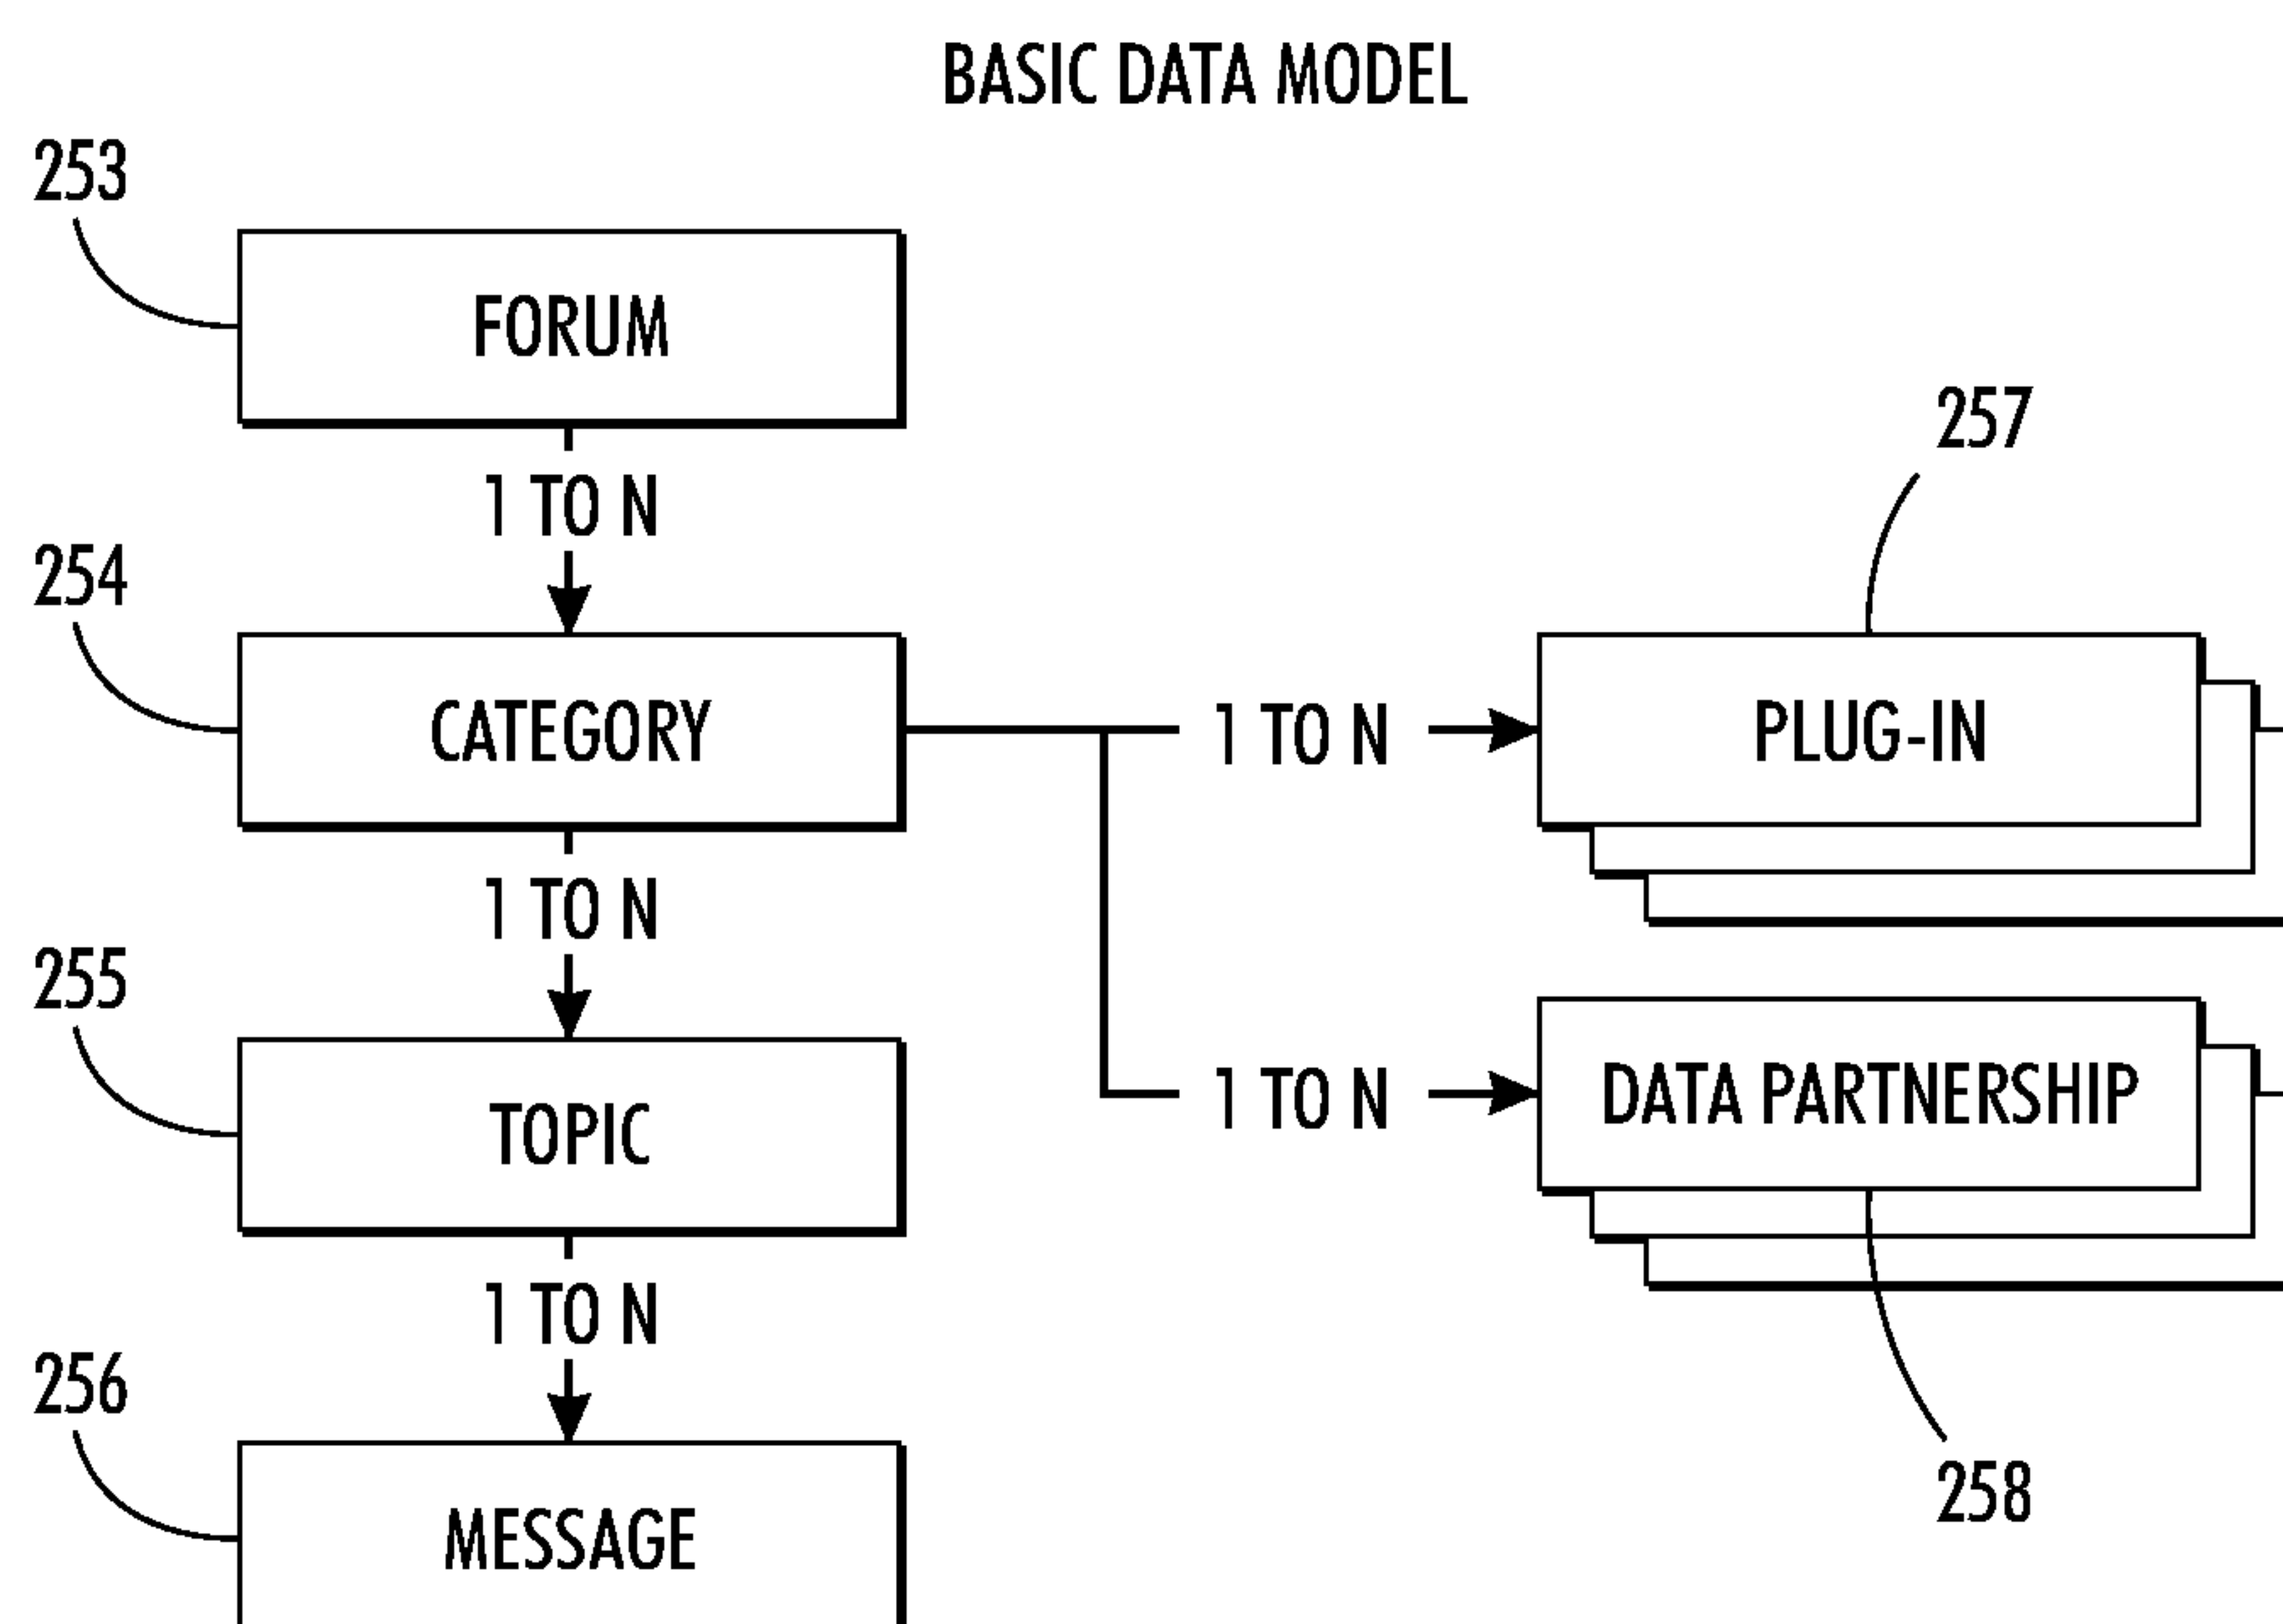 BASIC DATA MODEL
253
FORUM
1 TO N
257
254
CATEGORY
1 TO N
PLUG-IN
1 TO N
255
TOPIC
1 TO N
DATA PARTNERSHIP
1 TO N
256
MESSAGE
258